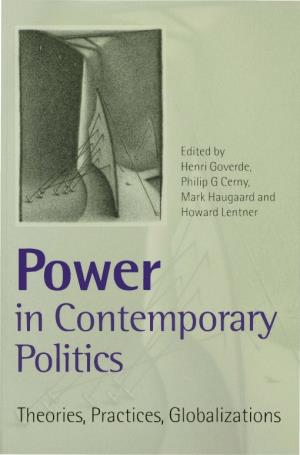 Edited by
Henri Goverde,
Philip G Cerny,
Mark Haugaard and
Howard Lentner
Power
in Contemporary
Politics
Theories, Practices, Globalizations